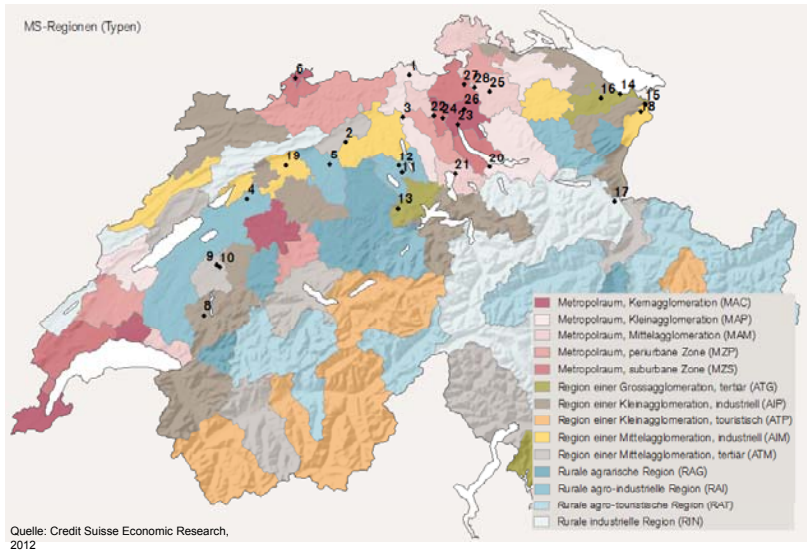 MS-Regionen (Typen)
1
6
27 28 25
16 14
15
18
22 24 26
23
3
2
19
5
12
11
21
20
4
13
17
9 10
8
Metropolraum, Kernagglomeration (MAC)
Metropolraum, Kleinagglomeration (MAP)
Metropolraum, Mittelagglomeration (MAM)
Metropolraum, periurbane Zone (MZP)
Metropolraum, suburbane Zone (MZS)
Region einer Grossagglomeration, tertiär (ATG)
Region einer Kleinagglomeration, industriell (AIP)
Region einer Kleinagglomeration, touristisch (ATP)
Region einer Mittelagglomeration, industriell (AIM)
Region einer Mittelagglomeration, tertiär (ATM)
Rurale agrarische Region (RAG)
Rurale agro-industrielle Region (RAI)
Rurale agro-touristische Region (RAT)
Rurale industrielle Region (RIN)
Quelle: Credit Suisse Economic Research,
2012